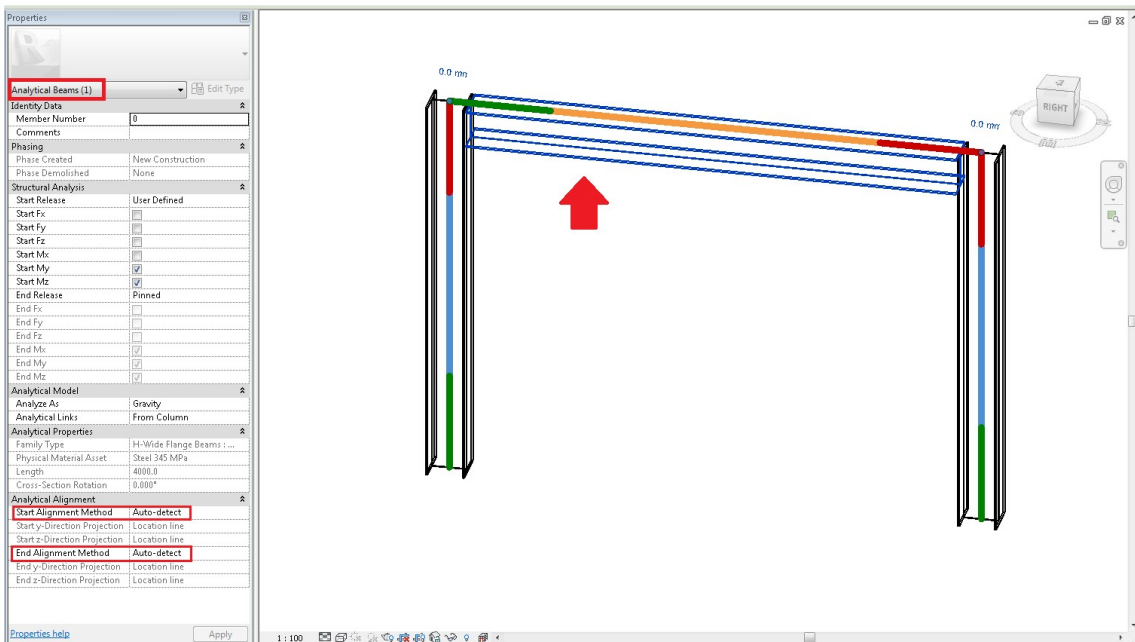 Properties
Analytical Beams (1)
Edit Type
Identity Data
Member Number 0
Comments
Phasing
Phase Created New Construction
Phase Demolished None
Structural Analysis
Start Release User Defined
Start Fx
Start Fy
Start Fz
Start Mx
Start My
Start Mz
End Release Pinned
End Fx
End Fy
End Fz
End Mx
End My
End Mz
Analytical Model
Analyze As Gravity
Analytical Links From Column
Analytical Properties
Family Type H-Wide Flange Beams : ...
Physical Material Asset Steel 345 MPa
Length 4000.0
Cross-Section Rotation 0.000°
Analytical Alignment
Start Alignment Method Auto-detect
Start y-Direction Projection Location line
Start z-Direction Projection Location line
End Alignment Method Auto-detect
End y-Direction Projection Location line
End z-Direction Projection Location line
Properties help
Apply
0.0 mm
0.0 mm
RIGHT
1 : 100